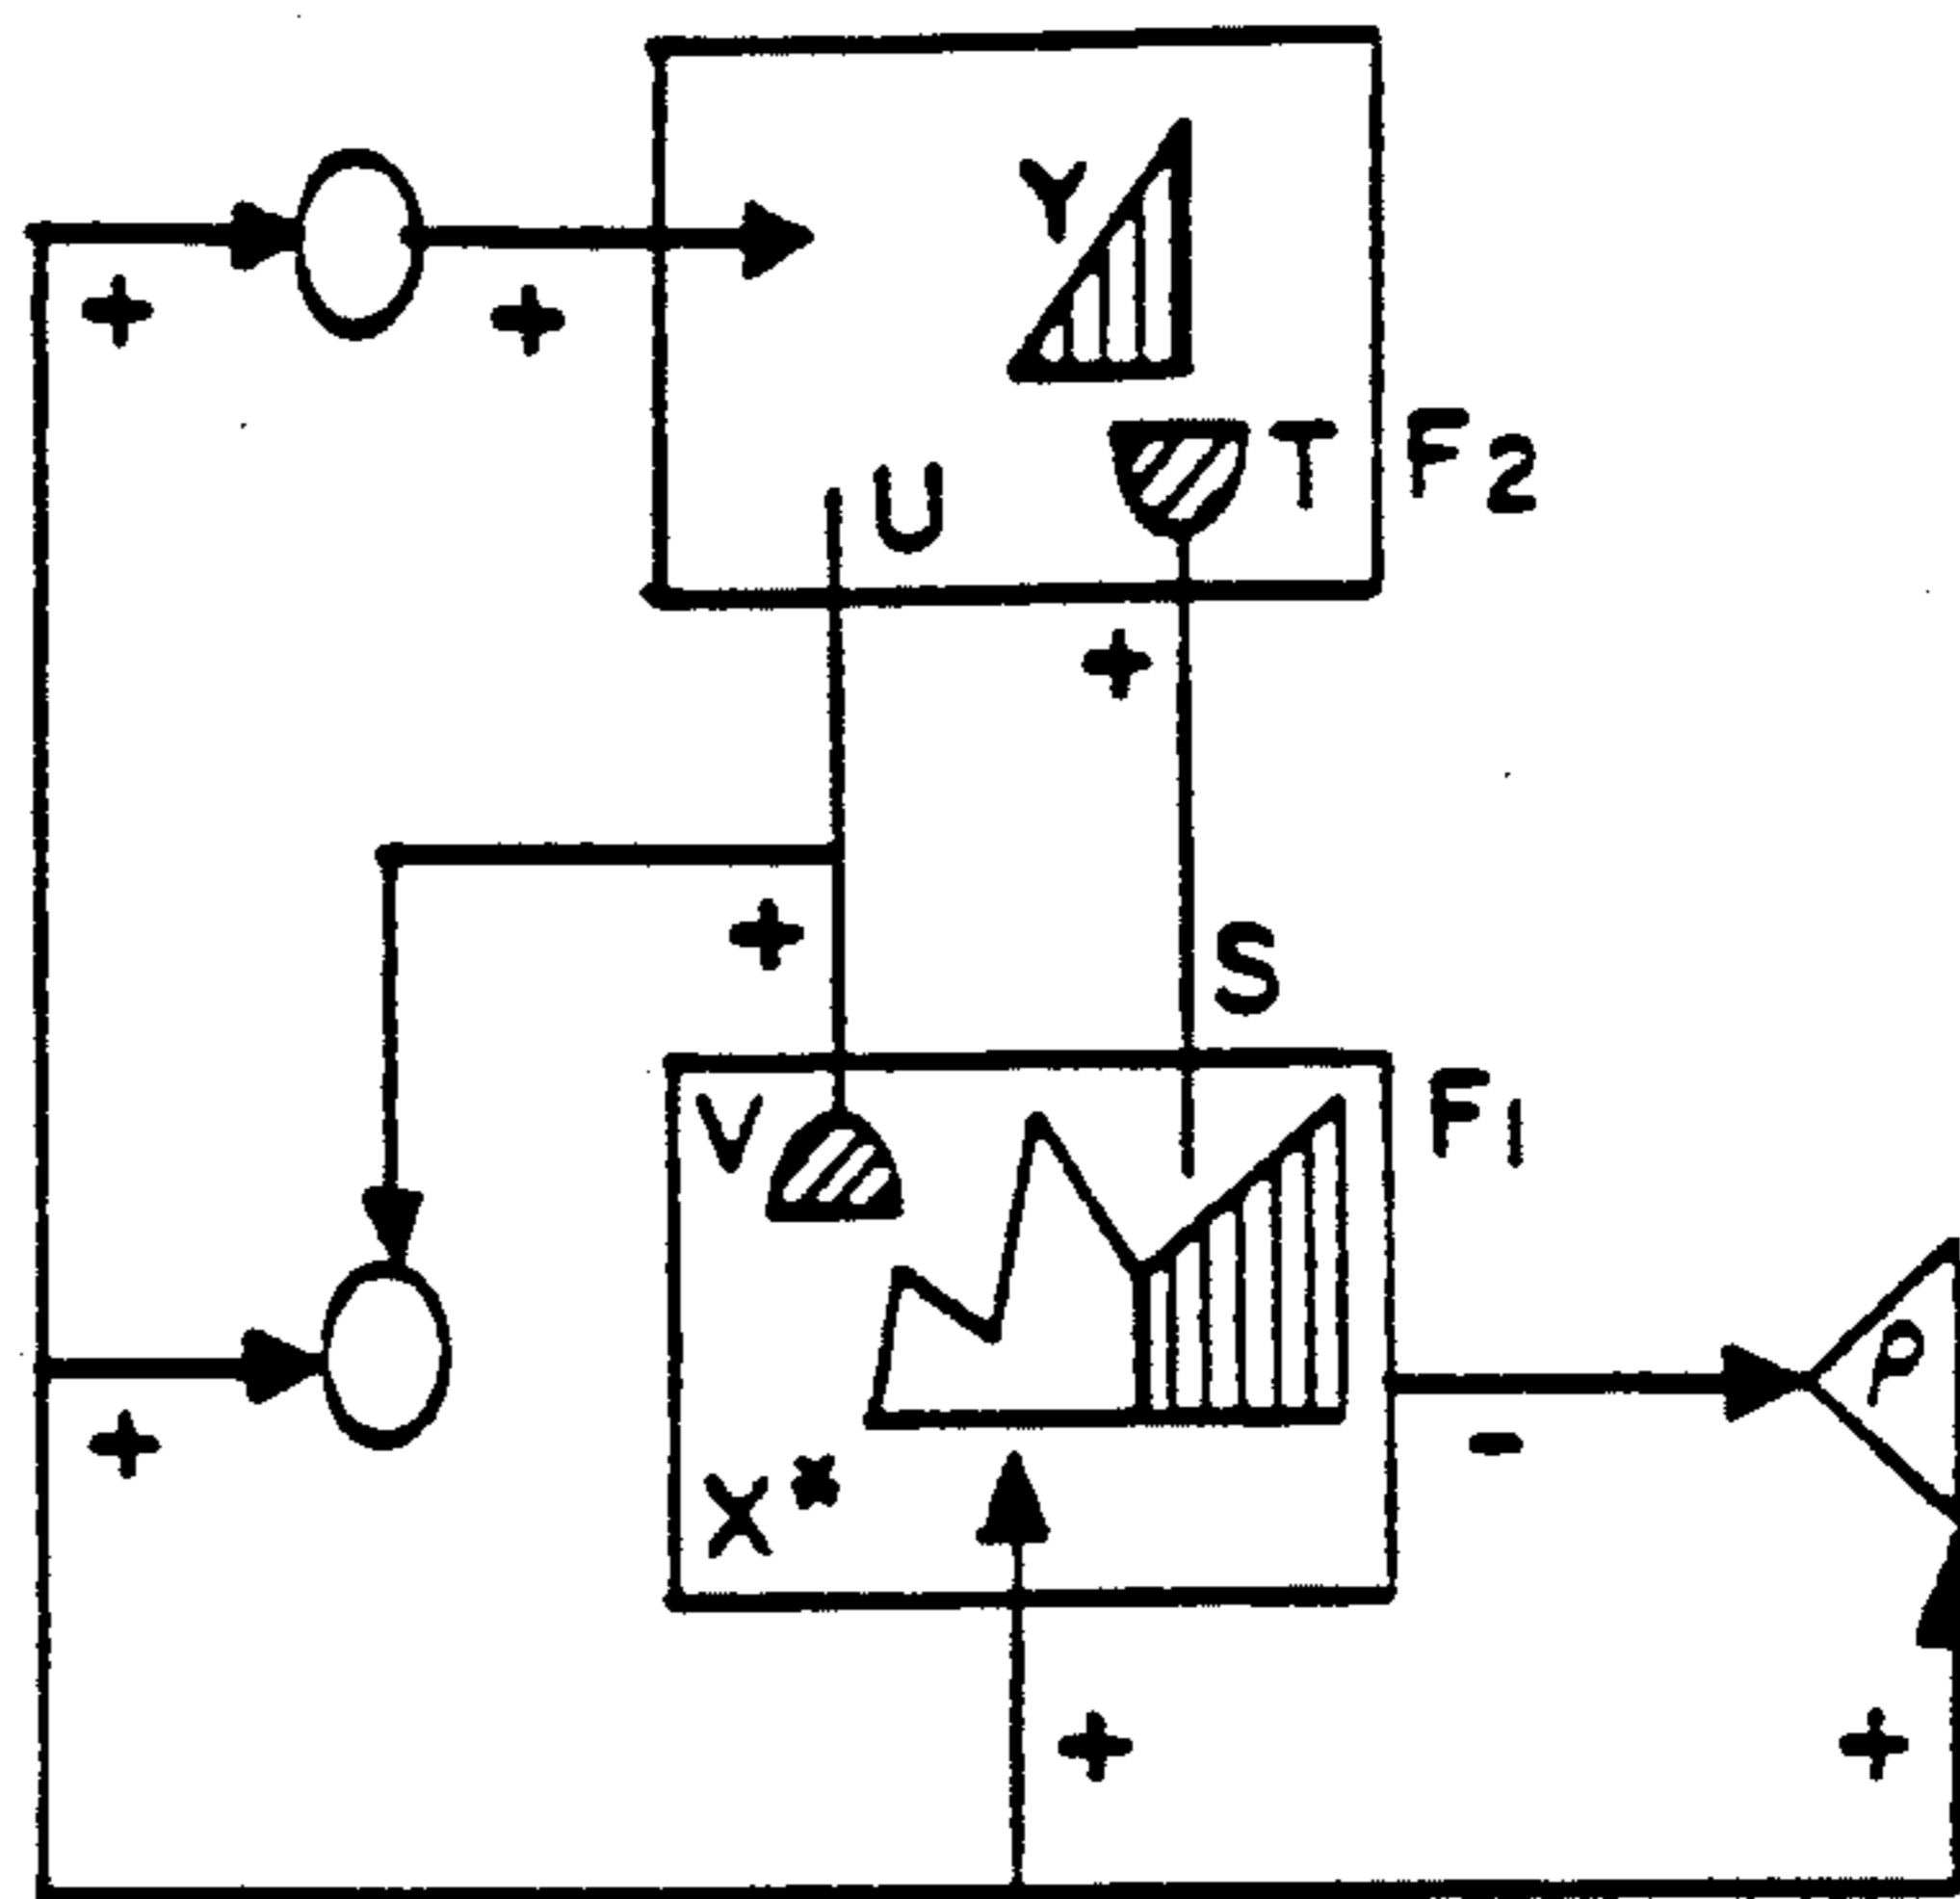 Y
+
+
U
T
F2
+
+
S
V
F1
ρ
+
-
X*
+
+